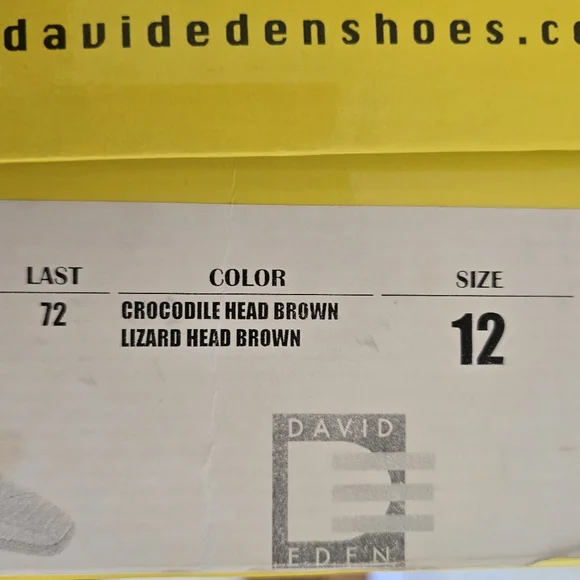 davidedenshoes.c
LAST COLOR SIZE
72 CROCODILE HEAD BROWN 12
LIZARD HEAD BROWN
DAVID
EDEN